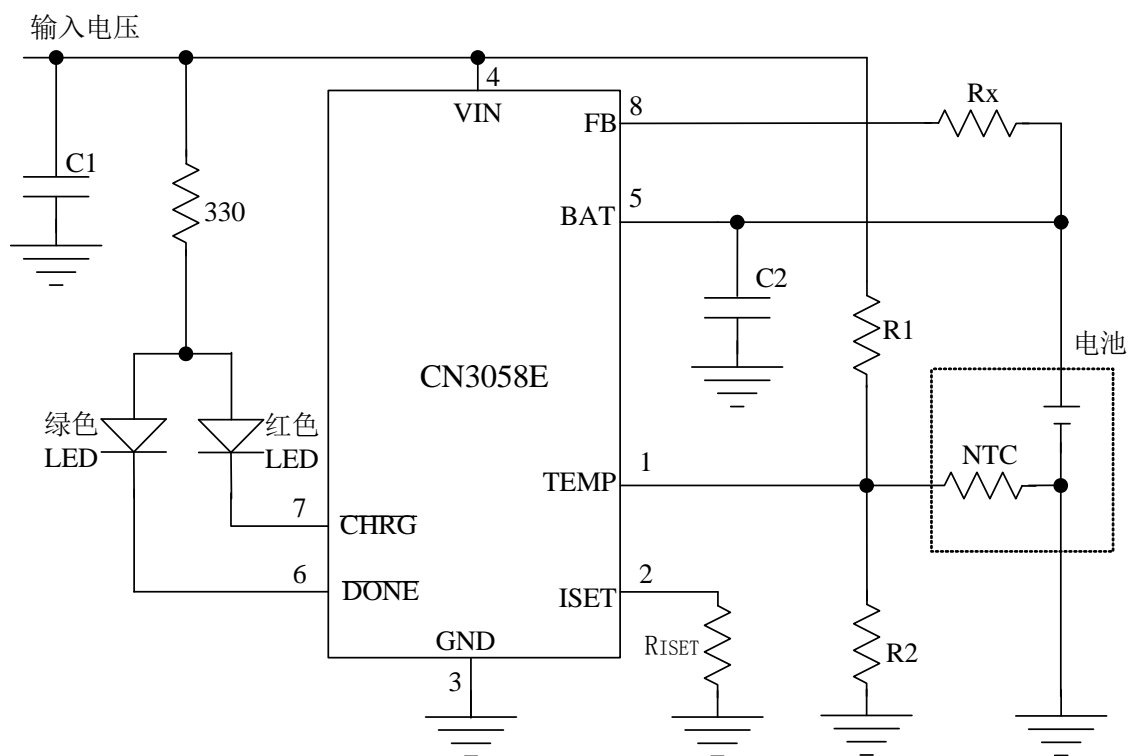 输入电压
4
VIN
8
FB
Rx
C1
330
5
BAT
C2
R1
电池
CN3058E
绿色
LED
红色
LED
NTC
1
TEMP
7
CHRG
6
DONE
2
ISET
RISET
GND
3
R2